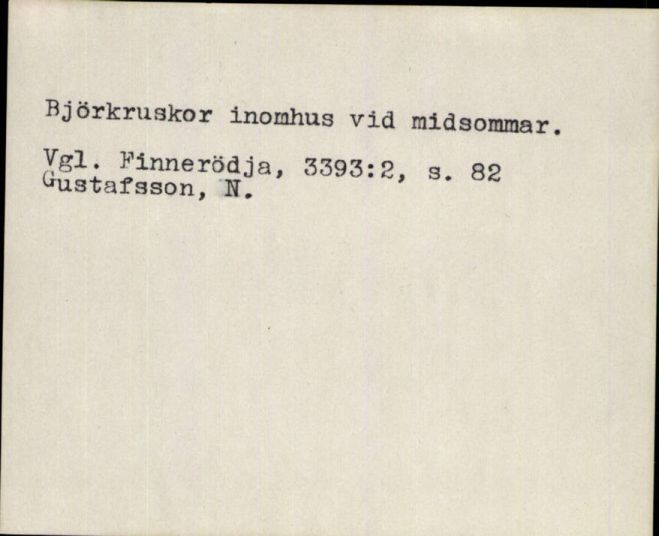 Björkruskor inomhus vid midsommar.
Vgl. Finnerödja, 3393:2, s. 82
Gustafsson, N.